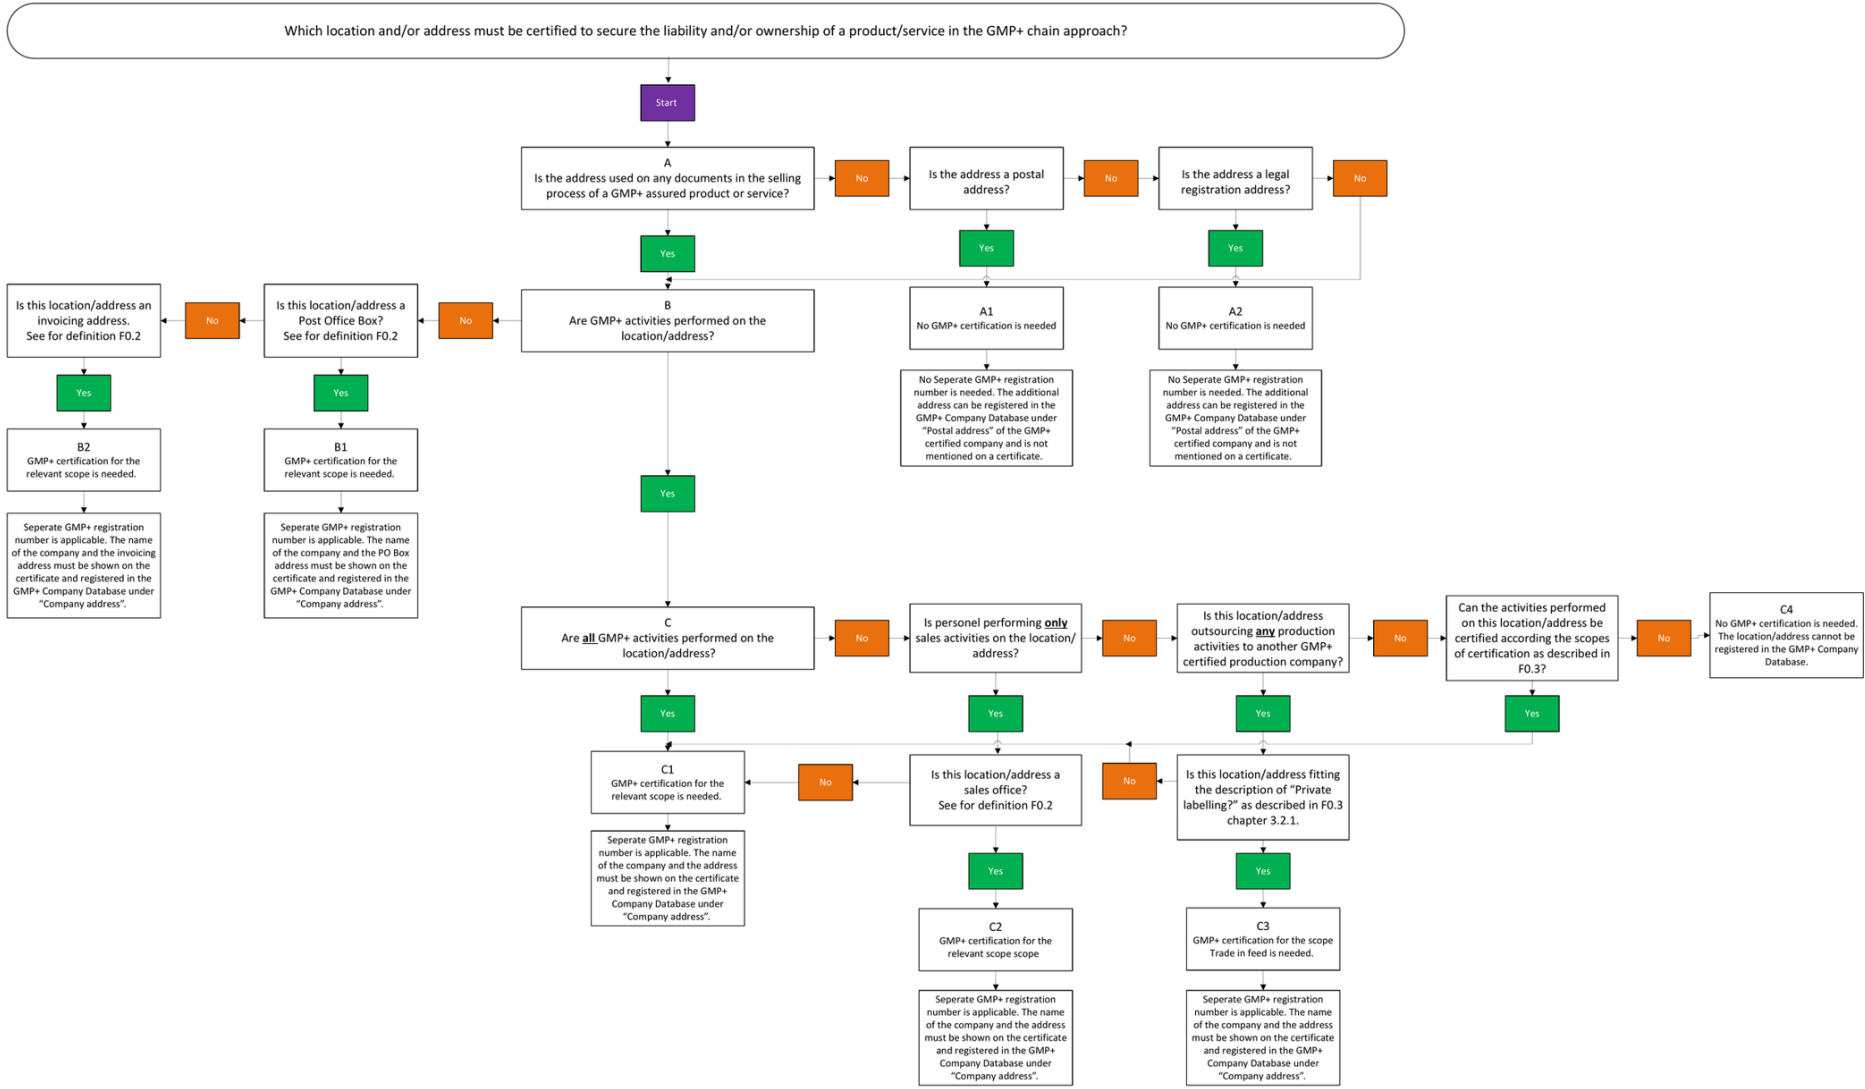 Which location and/or address must be certified to secure the liability and/or ownership of a product/service in the GMP+ chain approach?
Start
A
Is the address used on any documents in the selling
process of a GMP+ assured product or service?
No
Is the address a postal
address?
No
Is the address a legal
registration address?
No
Yes
Yes
Yes
Is this location/address an
invoicing address.
See for definition F0.2
No
Is this location/address a
Post Office Box?
See for definition F0.2
No
B
Are GMP+ activities performed on the
location/address?
A1
No GMP+ certification is needed
A2
No GMP+ certification is needed
Yes
Yes
No Seperate GMP+ registration
number is needed. The additional
address can be registered in the
GMP+ Company Database under
“Postal address” of the GMP+
certified company and is not
mentioned on a certificate.
No Seperate GMP+ registration
number is needed. The additional
address can be registered in the
GMP+ Company Database under
“Postal address” of the GMP+
certified company and is not
mentioned on a certificate.
B2
GMP+ certification for the
relevant scope is needed.
B1
GMP+ certification for the
relevant scope is needed.
Yes
Seperate GMP+ registration
number is applicable. The name
of the company and the invoicing
address must be shown on the
certificate and registered in the
GMP+ Company Database under
“Company address”.
Seperate GMP+ registration
number is applicable. The name
of the company and the PO Box
address must be shown on the
certificate and registered in the
GMP+ Company Database under
“Company address”.
C
Are all GMP+ activities performed on the
location/address?
No
Is personel performing only
sales activities on the location/
address?
No
Is this location/address
outsourcing any production
activities to another GMP+
certified production company?
No
Can the activities performed
on this location/address be
certified according the scopes
of certification as described in
F0.3?
No
C4
No GMP+ certification is needed.
The location/address cannot be
registered in the GMP+ Company
Database.
Yes
Yes
Yes
Yes
C1
GMP+ certification for the
relevant scope is needed.
No
Is this location/address a
sales office?
See for definition F0.2
No
Is this location/address fitting
the description of “Private
labelling?” as described in F0.3
chapter 3.2.1.
Seperate GMP+ registration
number is applicable. The name
of the company and the address
must be shown on the certificate
and registered in the GMP+
Company Database under
“Company address”.
Yes
Yes
C2
GMP+ certification for the
relevant scope scope
C3
GMP+ certification for the scope
Trade in feed is needed.
Seperate GMP+ registration
number is applicable. The name
of the company and the address
must be shown on the certificate
and registered in the GMP+
Company Database under
“Company address”.
Seperate GMP+ registration
number is applicable. The name
of the company and the address
must be shown on the certificate
and registered in the GMP+
Company Database under
“Company address”.